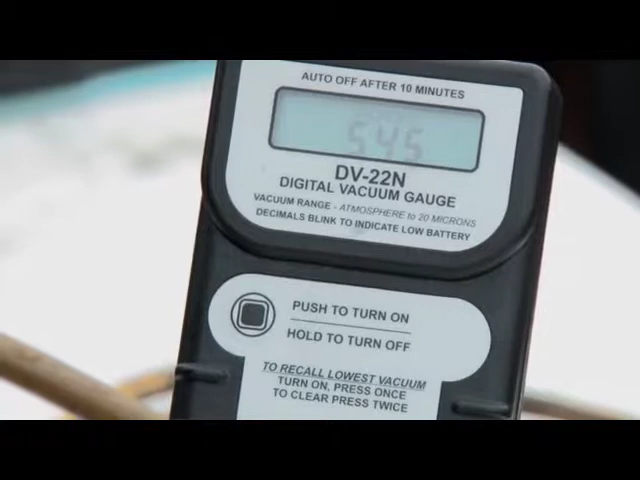 AUTO OFF AFTER 10 MINUTES
545
DV-22N
DIGITAL VACUUM GAUGE
VACUUM RANGE - ATMOSPHERE to 20 MICRONS
DECIMALS BLINK TO INDICATE LOW BATTERY
PUSH TO TURN ON
HOLD TO TURN OFF
TO RECALL LOWEST VACUUM
TURN ON, PRESS ONCE
TO CLEAR PRESS TWICE